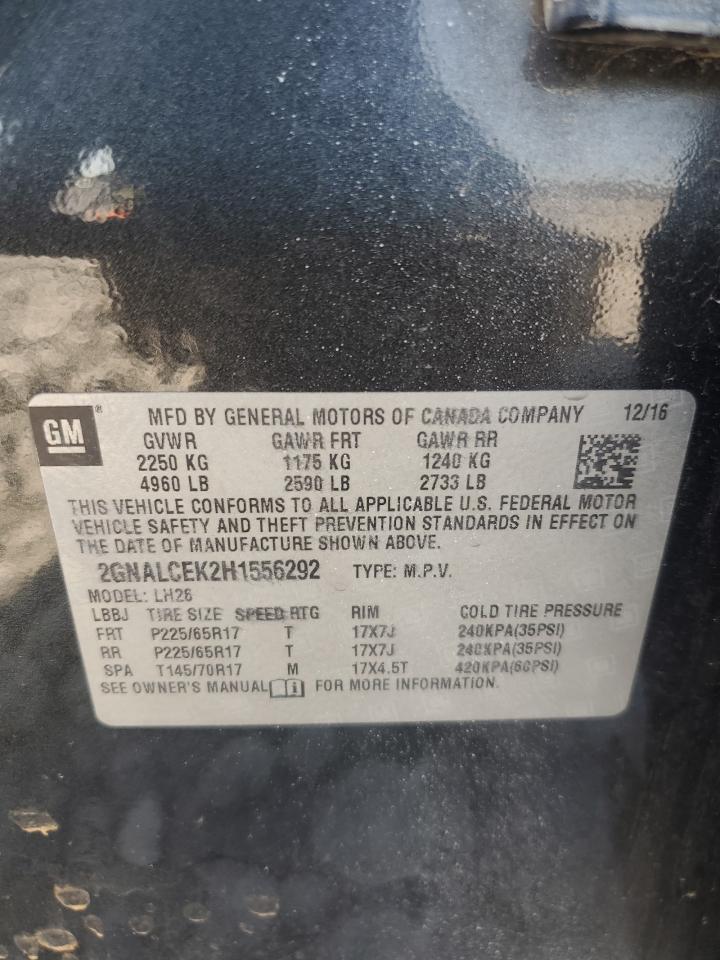 GM®
MFD BY GENERAL MOTORS OF CANADA COMPANY 12/16
GVWR GAWR FRT GAWR RR
2250 KG 1175 KG 1240 KG
4960 LB 2590 LB 2733 LB
THIS VEHICLE CONFORMS TO ALL APPLICABLE U.S. FEDERAL MOTOR
VEHICLE SAFETY AND THEFT PREVENTION STANDARDS IN EFFECT ON
THE DATE OF MANUFACTURE SHOWN ABOVE.
2GNALCEK2H1556292 TYPE: M.P.V.
MODEL: LH26
LBBJ TIRE SIZE SPEED RTG RIM COLD TIRE PRESSURE
FRT P225/65R17 T 17X7J 240KPA(35PSI)
RR P225/65R17 T 17X7J 240KPA(35PSI)
SPA T145/70R17 M 17X4.5T 420KPA(60PSI)
SEE OWNER'S MANUAL FOR MORE INFORMATION.